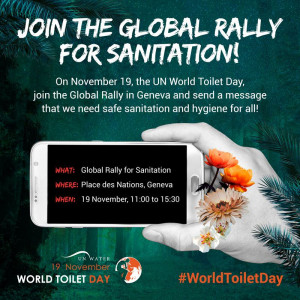 JOIN THE GLOBAL RALLY
FOR SANITATION!
On November 19, the UN World Toilet Day,
join the Global Rally in Geneva and send a message
that we need safe sanitation and hygiene for all!
WHAT: Global Rally for Sanitation
WHERE: Place des Nations, Geneva
WHEN: 19 November, 11:00 to 15:30
UN WATER
19 November
WORLD TOILET DAY
#WorldToiletDay